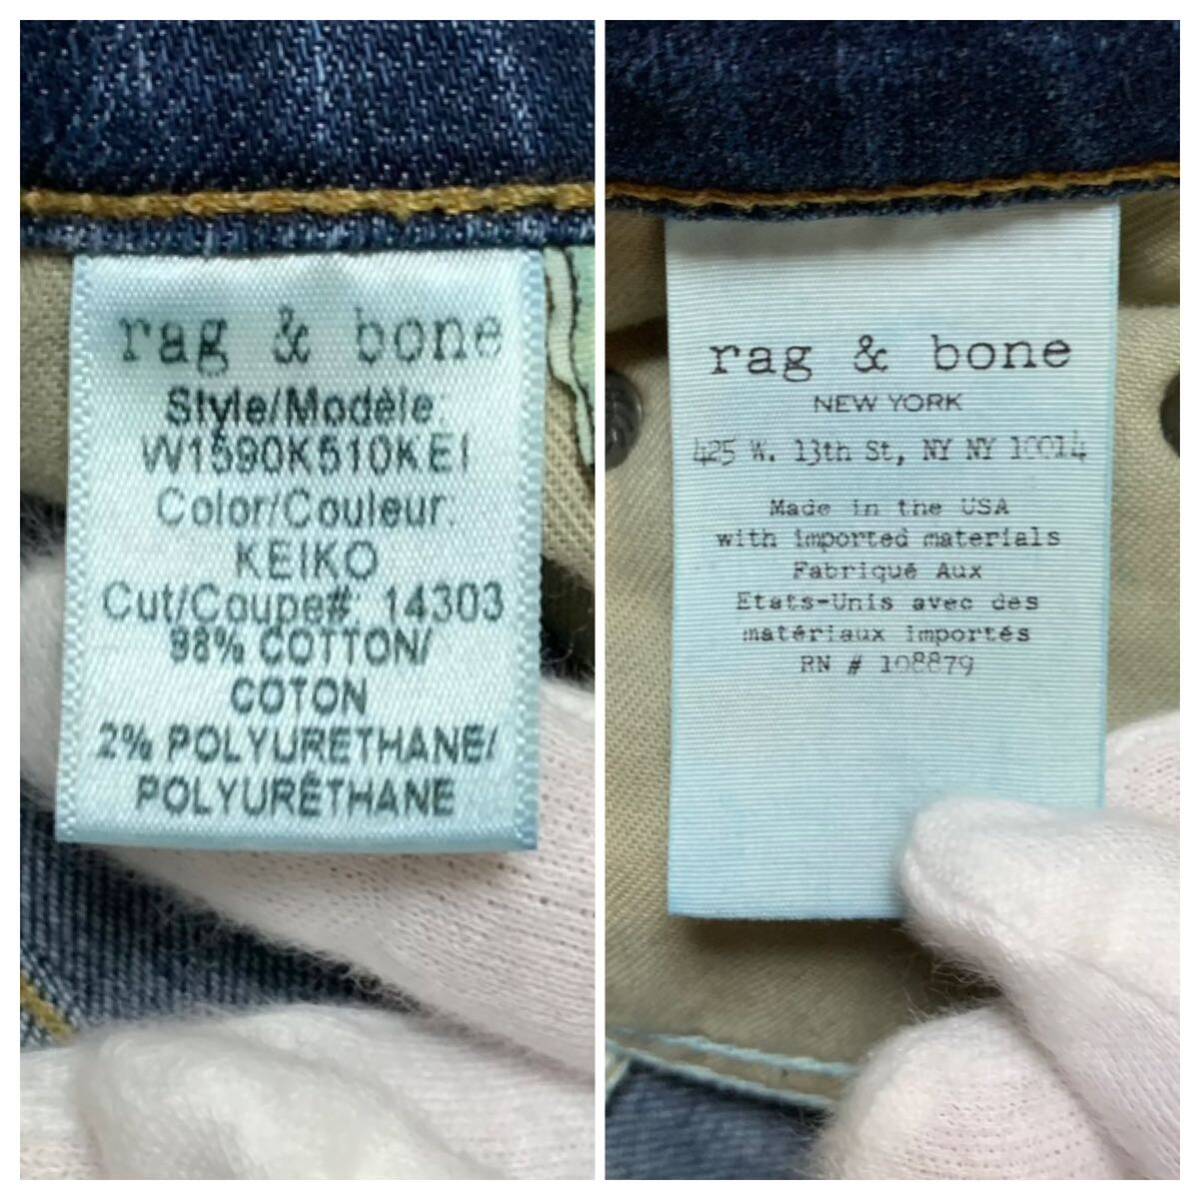 rag & bone
Style/Modèle:
W1590K510KEI
Color/Couleur:
KEIKO
Cut/Coupe#: 14303
98% COTTON/
COTON
2% POLYURETHANE/
POLYURÉTHANE
rag & bone
NEW YORK
425 W. 13th St, NY NY 10014
Made in the USA
with imported materials
Fabriqué Aux
Etats-Unis avec des
matériaux importés
RN # 108879